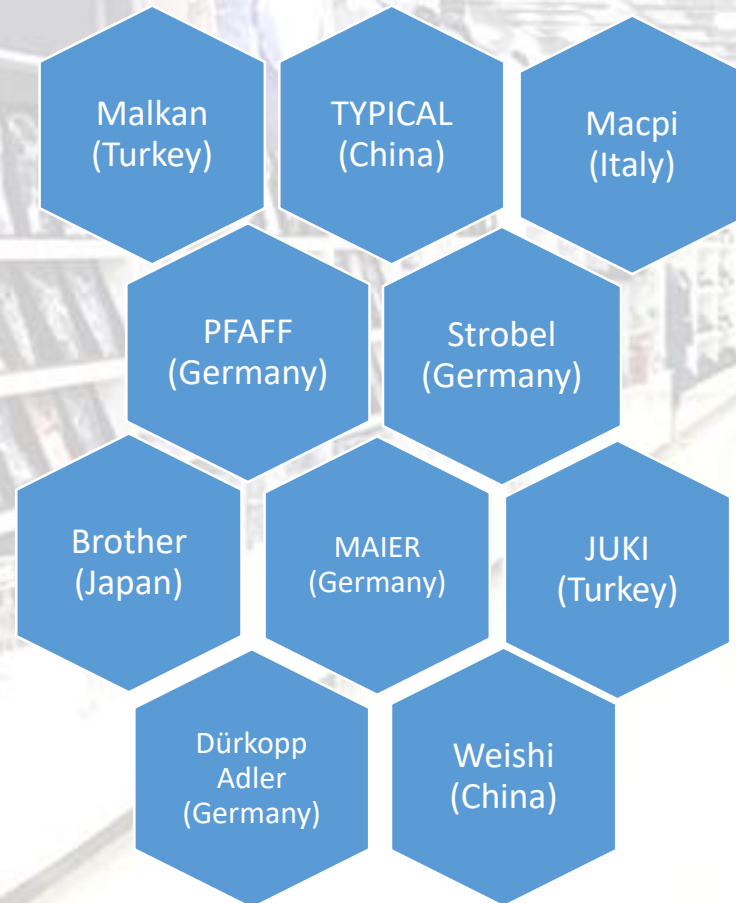 Malkan
(Turkey)
TYPICAL
(China)
Macpi
(Italy)
PFAFF
(Germany)
Strobel
(Germany)
Brother
(Japan)
MAIER
(Germany)
JUKI
(Turkey)
Dürkopp
Adler
(Germany)
Weishi
(China)